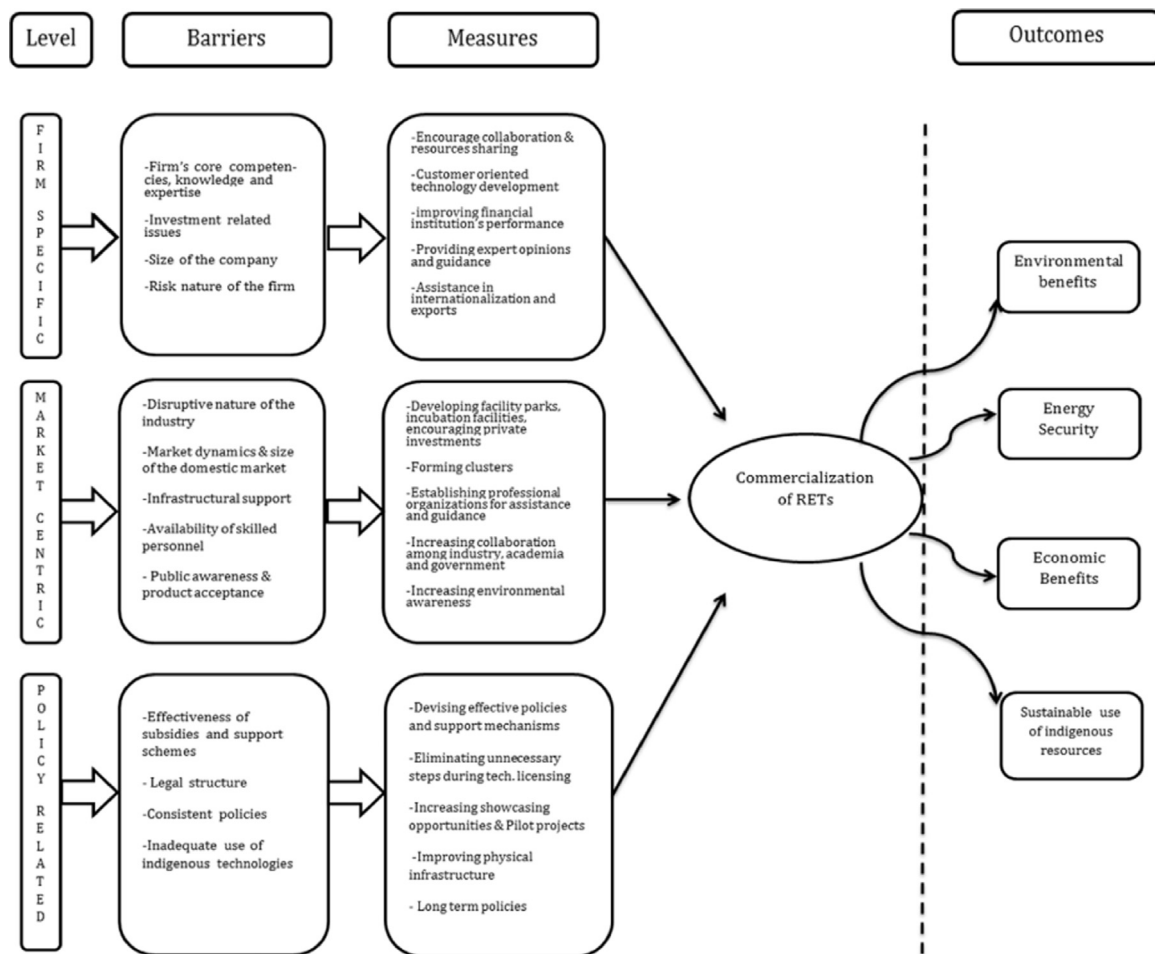 Level
Barriers
Measures
Outcomes
FIRM SPECIFIC
-Firm's core competen-
cies, knowledge and
expertise
-Investment related
issues
-Size of the company
-Risk nature of the firm
-Encourage collaboration &
resources sharing
-Customer oriented
technology development
-improving financial
institution's performance
-Providing expert opinions
and guidance
-Assistance in
internationalization and
exports
MARKET CENTRIC
-Disruptive nature of the
industry
-Market dynamics & size
of the domestic market
-Infrastructural support
-Availability of skilled
personnel
- Public awareness &
product acceptance
-Developing facility parks,
incubation facilities,
encouraging private
investments
-Forming clusters
-Establishing professional
organizations for assistance
and guidance
-Increasing collaboration
among industry, academia
and government
-Increasing environmental
awareness
POLICY RELATED
-Effectiveness of
subsidies and support
schemes
- Legal structure
-Consistent policies
-Inadequate use of
indigenous technologies
-Devising effective policies
and support mechanisms
-Eliminating unnecessary
steps during tech. licensing
-Increasing showcasing
opportunities & Pilot projects
-Improving physical
infrastructure
- Long term policies
Commercialization
of RETs
Environmental
benefits
Energy
Security
Economic
Benefits
Sustainable use
of indigenous
resources